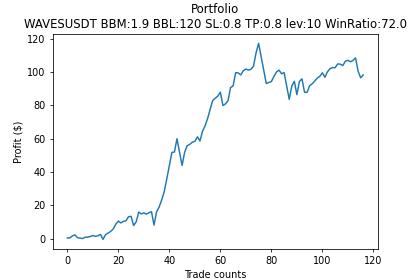 Portfolio
WAVESUSDT BBM:1.9 BBL:120 SL:0.8 TP:0.8 lev:10 WinRatio:72.0
120
100
80
60
40
20
0
Profit ($)
0 20 40 60 80 100 120
Trade counts